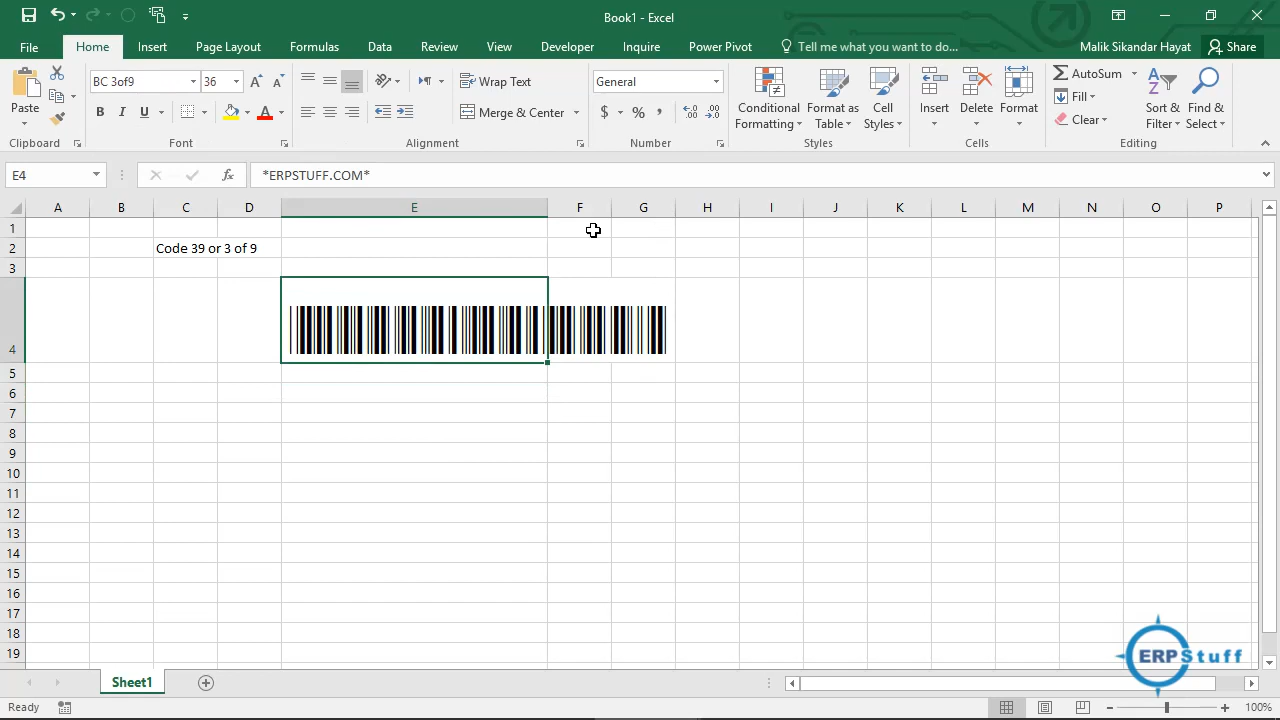 Book1 - Excel
File Home Insert Page Layout Formulas Data Review View Developer Inquire Power Pivot Tell me what you want to do... Malik Sikandar Hayat Share
Paste
Clipboard
BC 3of9 36
B I U
Font
Wrap Text
Merge & Center
Alignment
General
$ % ,
Number
Conditional Formatting
Format as Table
Cell Styles
Styles
Insert Delete Format
Cells
AutoSum
Fill
Clear
Sort & Filter
Find & Select
Editing
E4 fx *ERPSTUFF.COM*
A B C D E F G H I J K L M N O P
1
2 Code 39 or 3 of 9
3
4
5
6
7
8
9
10
11
12
13
14
15
16
17
18
19
ERPStuff
Sheet1
Ready 100%